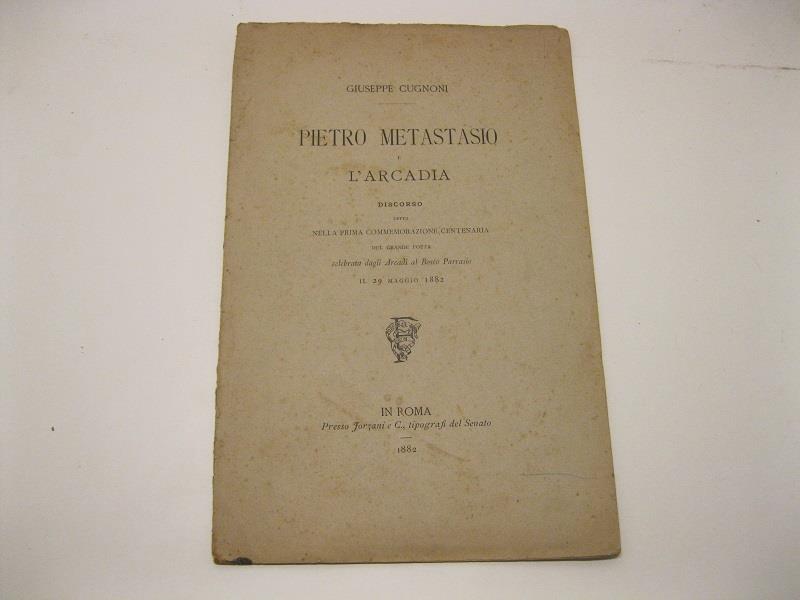 GIUSEPPE CUGNONI
PIETRO METASTASIO
E
L'ARCADIA
DISCORSO
LETTO
NELLA PRIMA COMMEMORAZIONE CENTENARIA
DEL GRANDE POETA
celebrata dagli Arcadi al Bosco Parrasio
IL 29 MAGGIO 1882
IN ROMA
Presso Forzani e C., tipografi del Senato
1882